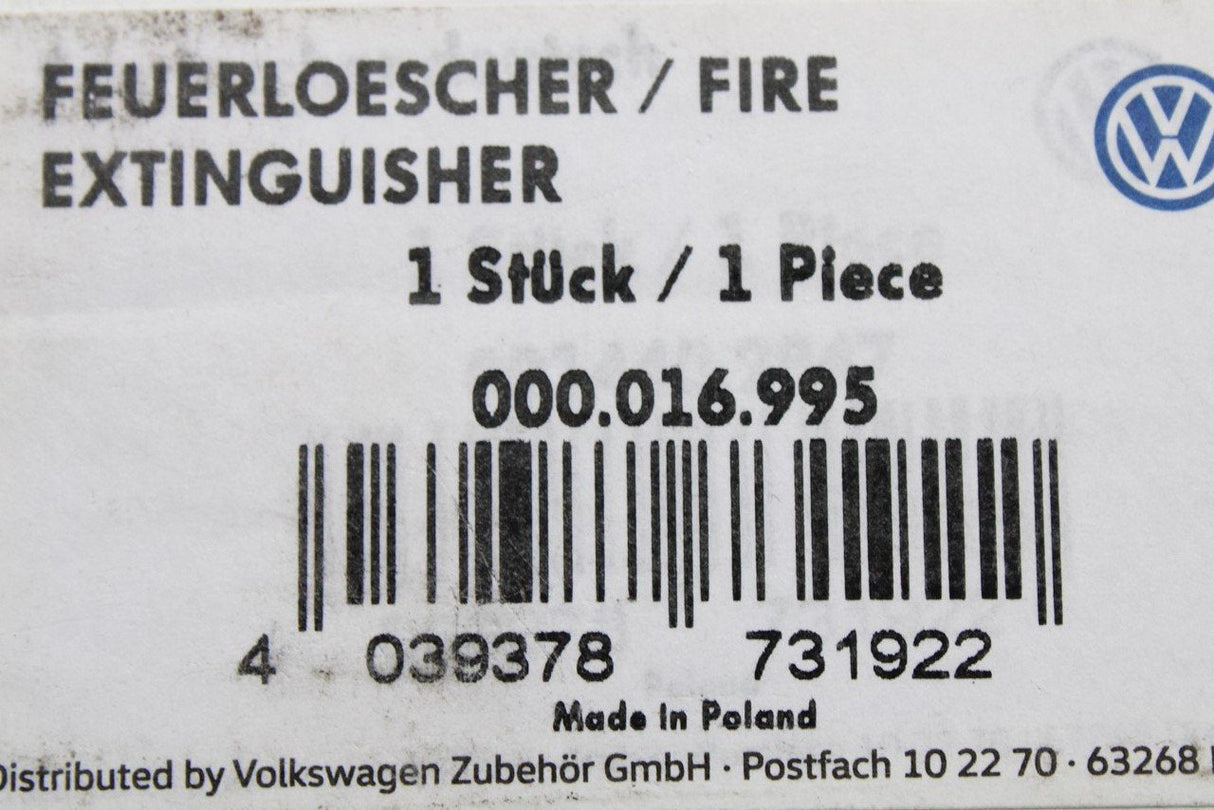 FEUERLOESCHER / FIRE
EXTINGUISHER
1 Stück / 1 Piece
000.016.995
4 039378 731922
Made in Poland
Distributed by Volkswagen Zubehör GmbH · Postfach 10 22 70 · 63268